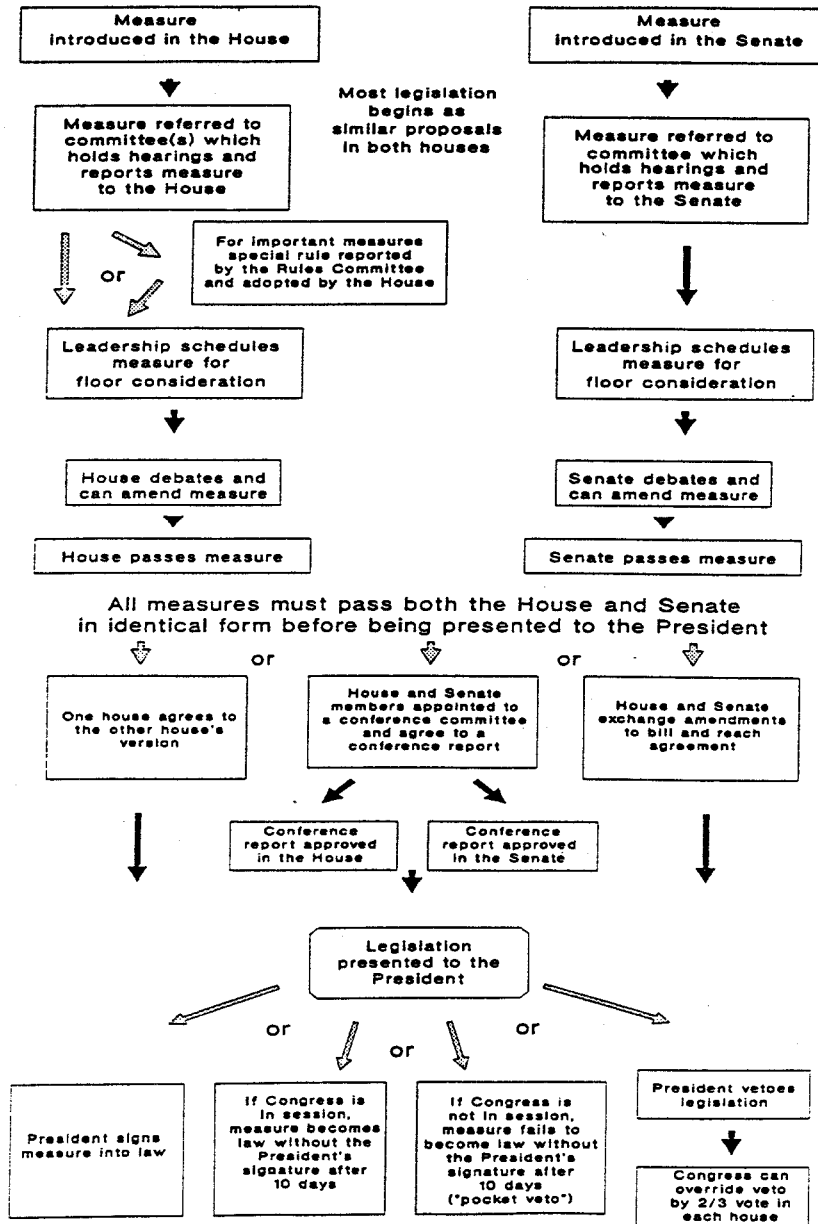 Measure
introduced in the House
Measure
introduced in the Senate
Most legislation
begins as
similar proposals
in both houses
Measure referred to
committee(s) which
holds hearings and
reports measure
to the House
Measure referred to
committee which
holds hearings and
reports measure
to the Senate
or
For important measures
special rule reported
by the Rules Committee
and adopted by the House
Leadership schedules
measure for
floor consideration
Leadership schedules
measure for
floor consideration
House debates and
can amend measure
Senate debates and
can amend measure
House passes measure
Senate passes measure
All measures must pass both the House and Senate
in identical form before being presented to the President
or
or
One house agrees to
the other house's
version
House and Senate
members appointed to
a conference committee
and agree to a
conference report
House and Senate
exchange amendments
to bill and reach
agreement
Conference
report approved
in the House
Conference
report approved
in the Senate
Legislation
presented to the
President
or
or
or
President signs
measure into law
If Congress is
in session,
measure becomes
law without the
President's
signature after
10 days
If Congress is
not in session,
measure fails to
become law without
the President's
signature after
10 days
("pocket veto")
President vetoes
legislation
Congress can
override veto
by 2/3 vote in
each house